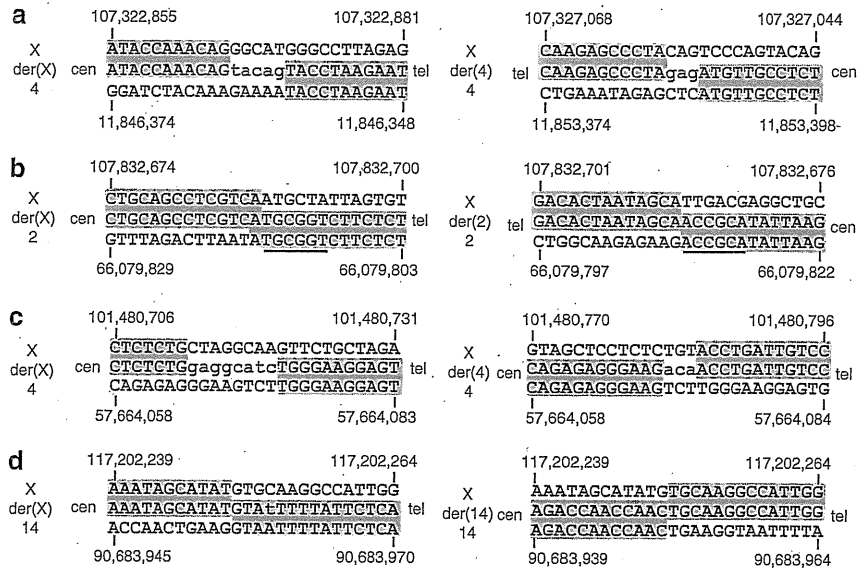 a
107,322,855 107,322,881
X ATACCAAACAGGGCATGGGCCTTAGAG
der(X) cen ATACCAAACAGtacagTACCTAAGAAT tel
4 GGATCTACAAAGAAAATACCTAAGAAT
11,846,374 11,846,348
107,327,068 107,327,044
X CAAGAGCCCTACAGTCCCAGTACAG
der(4) tel CAAGAGCCCTAgagATGTTGCCTCT cen
4 CTGAAATAGAGCTCATGTTGCCTCT
11,853,374 11,853,398-
b
107,832,674 107,832,700
X CTGCAGCCTCGTCAATGCTATTAGTGT
der(X) cen CTGCAGCCTCGTCATGCGGTCTTCTCT tel
2 GTTTAGACTTAATATGCGGTCTTCTCT
66,079,829 66,079,803
107,832,701 107,832,676
X GACACTAATAGCATTGACGAGGCTGC
der(2) tel GACACTAATAGCAACCGCATATTAAG cen
2 CTGGCAAGAGAAGACCGCATATTAAG
66,079,797 66,079,822
c
101,480,706 101,480,731
X CTCTCTGCTAGGCAAGTTCTGCTAGA
der(X) cen CTCTCTGgaggcatcTGGGAAGGAGT tel
4 CAGAGAGGGAAGTCTTGGGAAGGAGT
57,664,058 57,664,083
101,480,770 101,480,796
X GTAGCTCCTCTCTGTACCTGATTGTCC
der(4) cen CAGAGAGGGAAGacaACCTGATTGTCC tel
4 CAGAGAGGGAAGTCTTGGGAAGGAGTG
57,664,058 57,664,084
d
117,202,239 117,202,264
X AAATAGCATATGTGCAAGGCCATTGG
der(X) cen AAATAGCATATGTAtTTTTATTCTCA tel
14 ACCAACTGAAGGTAATTTTATTCTCA
90,683,945 90,683,970
117,202,239 117,202,264
X AAATAGCATATGTGCAAGGCCATTGG
der(14) cen AGACCAACCAACTGCAAGGCCATTGG tel
14 AGACCAACCAACTGAAGGTAATTTTA
90,683,939 90,683,964